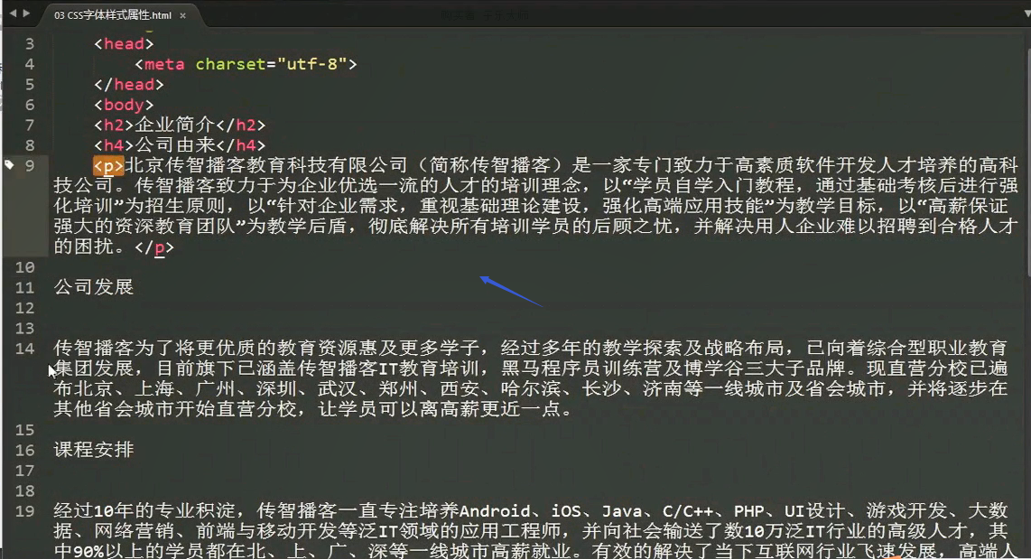 03 CSS字体样式属性.html ×
3 <head>
4 <meta charset="utf-8">
5 </head>
6 <body>
7 <h2>企业简介</h2>
8 <h4>公司由来</h4>
9 <p>北京传智播客教育科技有限公司（简称传智播客）是一家专门致力于高素质软件开发人才培养的高科
技公司。传智播客致力于为企业优选一流的人才的培训理念，以“学员自学入门教程，通过基础考核后进行强
化培训”为招生原则，以“针对企业需求，重视基础理论建设，强化高端应用技能”为教学目标，以“高薪保证
强大的资深教育团队”为教学后盾，彻底解决所有培训学员的后顾之忧，并解决用人企业难以招聘到合格人才
的困扰。</p>
10
11 公司发展
12
13
14 传智播客为了将更优质的教育资源惠及更多学子，经过多年的教学探索及战略布局，已向着综合型职业教育
集团发展，目前旗下已涵盖传智播客IT教育培训，黑马程序员训练营及博学谷三大子品牌。现直营分校已遍
布北京、上海、广州、深圳、武汉、郑州、西安、哈尔滨、长沙、济南等一线城市及省会城市，并将逐步在
其他省会城市开始直营分校，让学员可以离高薪更近一点。
15
16 课程安排
17
18
19 经过10年的专业积淀，传智播客一直专注培养Android、iOS、Java、C/C++、PHP、UI设计、游戏开发、大数
据、网络营销、前端与移动开发等泛IT领域的应用工程师，并向社会输送了数10万泛IT行业的高级人才，其
中90%以上的学员都在北、上、广、深等一线城市高薪就业。有效的解决了当下互联网行业飞速发展，高端人